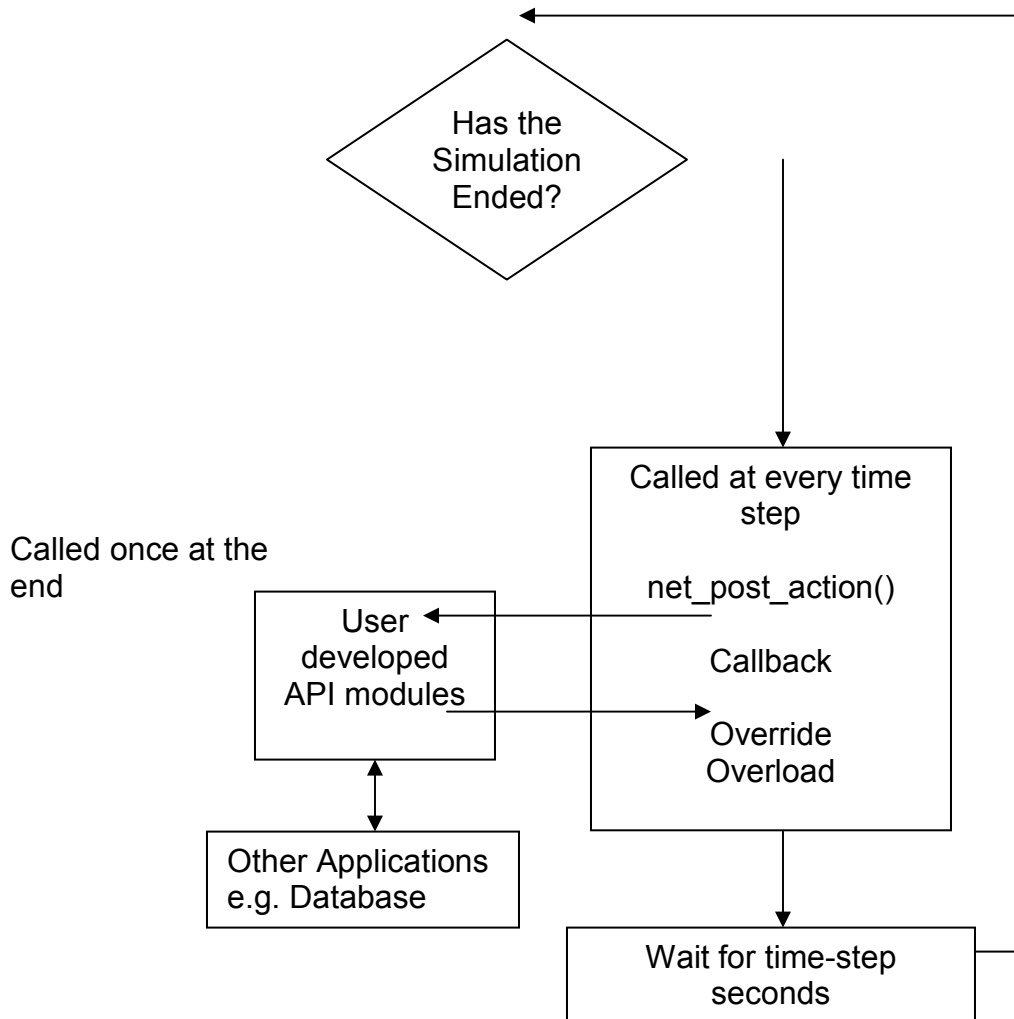 Has the
Simulation
Ended?
Called at every time
step
net_post_action()
Callback
Override
Overload
Called once at the
end
User
developed
API modules
Other Applications
e.g. Database
Wait for time-step
seconds